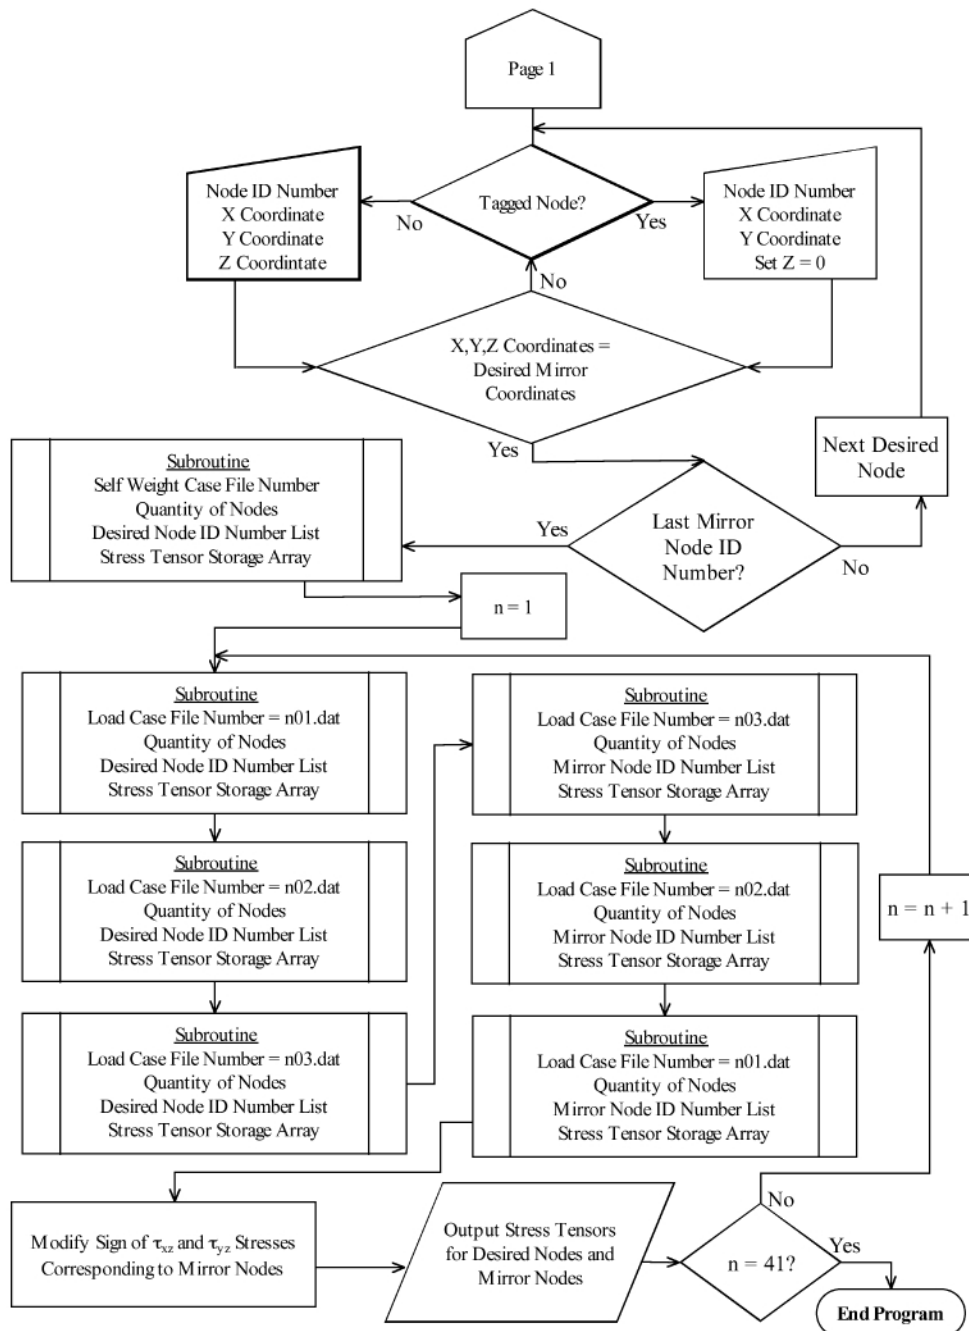 Page 1
Tagged Node?
No
Yes
Node ID Number
X Coordinate
Y Coordinate
Z Coordintate
Node ID Number
X Coordinate
Y Coordinate
Set Z = 0
No
X,Y,Z Coordinates =
Desired Mirror
Coordinates
Yes
Next Desired
Node
Last Mirror
Node ID
Number?
Yes
No
Subroutine
Self Weight Case File Number
Quantity of Nodes
Desired Node ID Number List
Stress Tensor Storage Array
n = 1
Subroutine
Load Case File Number = n01.dat
Quantity of Nodes
Desired Node ID Number List
Stress Tensor Storage Array
Subroutine
Load Case File Number = n02.dat
Quantity of Nodes
Desired Node ID Number List
Stress Tensor Storage Array
Subroutine
Load Case File Number = n03.dat
Quantity of Nodes
Desired Node ID Number List
Stress Tensor Storage Array
Subroutine
Load Case File Number = n03.dat
Quantity of Nodes
Mirror Node ID Number List
Stress Tensor Storage Array
Subroutine
Load Case File Number = n02.dat
Quantity of Nodes
Mirror Node ID Number List
Stress Tensor Storage Array
Subroutine
Load Case File Number = n01.dat
Quantity of Nodes
Mirror Node ID Number List
Stress Tensor Storage Array
n = n + 1
Modify Sign of τxz and τyz Stresses
Corresponding to Mirror Nodes
Output Stress Tensors
for Desired Nodes and
Mirror Nodes
n = 41?
No
Yes
End Program